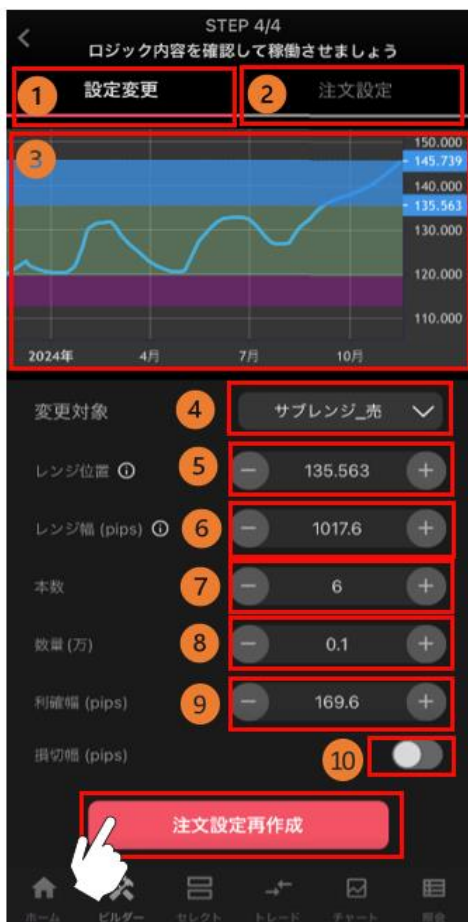 STEP 4/4
ロジック内容を確認して稼働させましょう
1 設定変更 2 注文設定
3
150.000
145.739
140.000
135.563
130.000
120.000
110.000
2024年 4月 7月 10月
変更対象 4 サブレンジ_売
レンジ位置 5 135.563
レンジ幅 (pips) 6 1017.6
本数 7 6
数量 (万) 8 0.1
利確幅 (pips) 9 169.6
損切幅 (pips) 10
注文設定再作成
ホーム ビルダー セレクト トレード チャート 照会